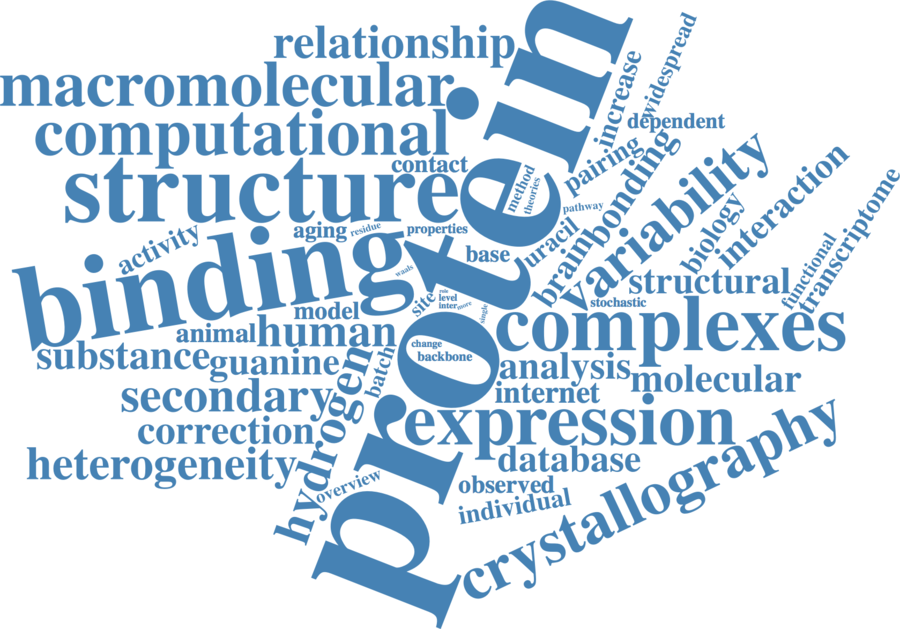 relationship
macromolecular
computational
contact
structure
protein
method
theories
increase
widespread
dependent
pairing
bonding
pathway
variability
interaction
biology
transcriptome
functional
activity
aging
residue
properties
base
uracil
brain
binding
waals
structural
stochastic
site
role
level
inter
more
single
model
animal
human
complexes
change
backbone
substance
guanine
batch
analysis
molecular
secondary
hydrogen
internet
correction
expression
heterogeneity
database
overview
observed
individual
crystallography